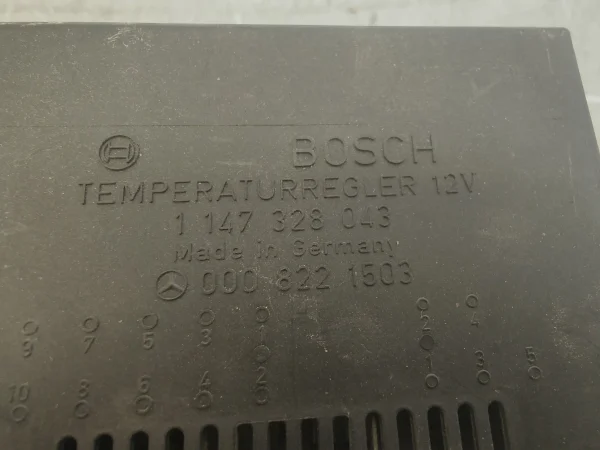 BOSCH
TEMPERATURREGLER 12V
1 147 328 043
Made in Germany
000 822 1503
9 7 5 3 1 2 4
10 8 6 4 2 1 3 5